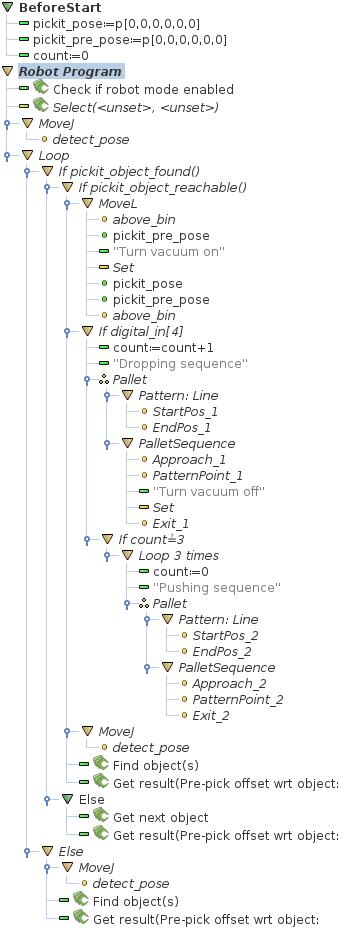 BeforeStart
pickit_pose:=p[0,0,0,0,0,0]
pickit_pre_pose:=p[0,0,0,0,0,0]
count:=0
Robot Program
Check if robot mode enabled
Select(<unset>, <unset>)
MoveJ
detect_pose
Loop
If pickit_object_found()
If pickit_object_reachable()
MoveL
above_bin
pickit_pre_pose
"Turn vacuum on"
Set
pickit_pose
pickit_pre_pose
above_bin
If digital_in[4]
count:=count+1
"Dropping sequence"
Pallet
Pattern: Line
StartPos_1
EndPos_1
PalletSequence
Approach_1
PatternPoint_1
"Turn vacuum off"
Set
Exit_1
If count≟3
Loop 3 times
count:=0
"Pushing sequence"
Pallet
Pattern: Line
StartPos_2
EndPos_2
PalletSequence
Approach_2
PatternPoint_2
Exit_2
MoveJ
detect_pose
Find object(s)
Get result(Pre-pick offset wrt object:
Else
Get next object
Get result(Pre-pick offset wrt object:
Else
MoveJ
detect_pose
Find object(s)
Get result(Pre-pick offset wrt object: